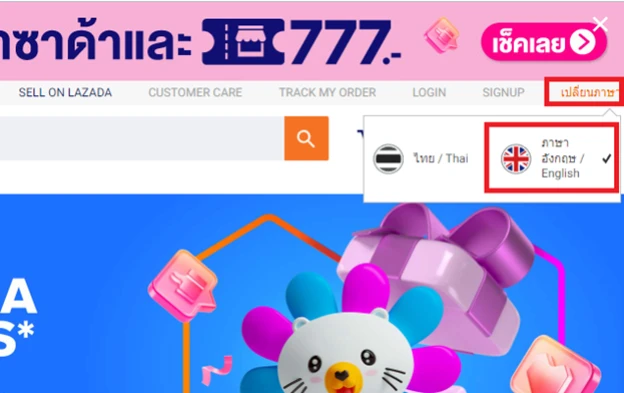 าซาด้าและ 777.- เช็คเลย
SELL ON LAZADA CUSTOMER CARE TRACK MY ORDER LOGIN SIGNUP เปลี่ยนภาษา
ไทย / Thai
ภาษา
อังกฤษ /
English
A
S*